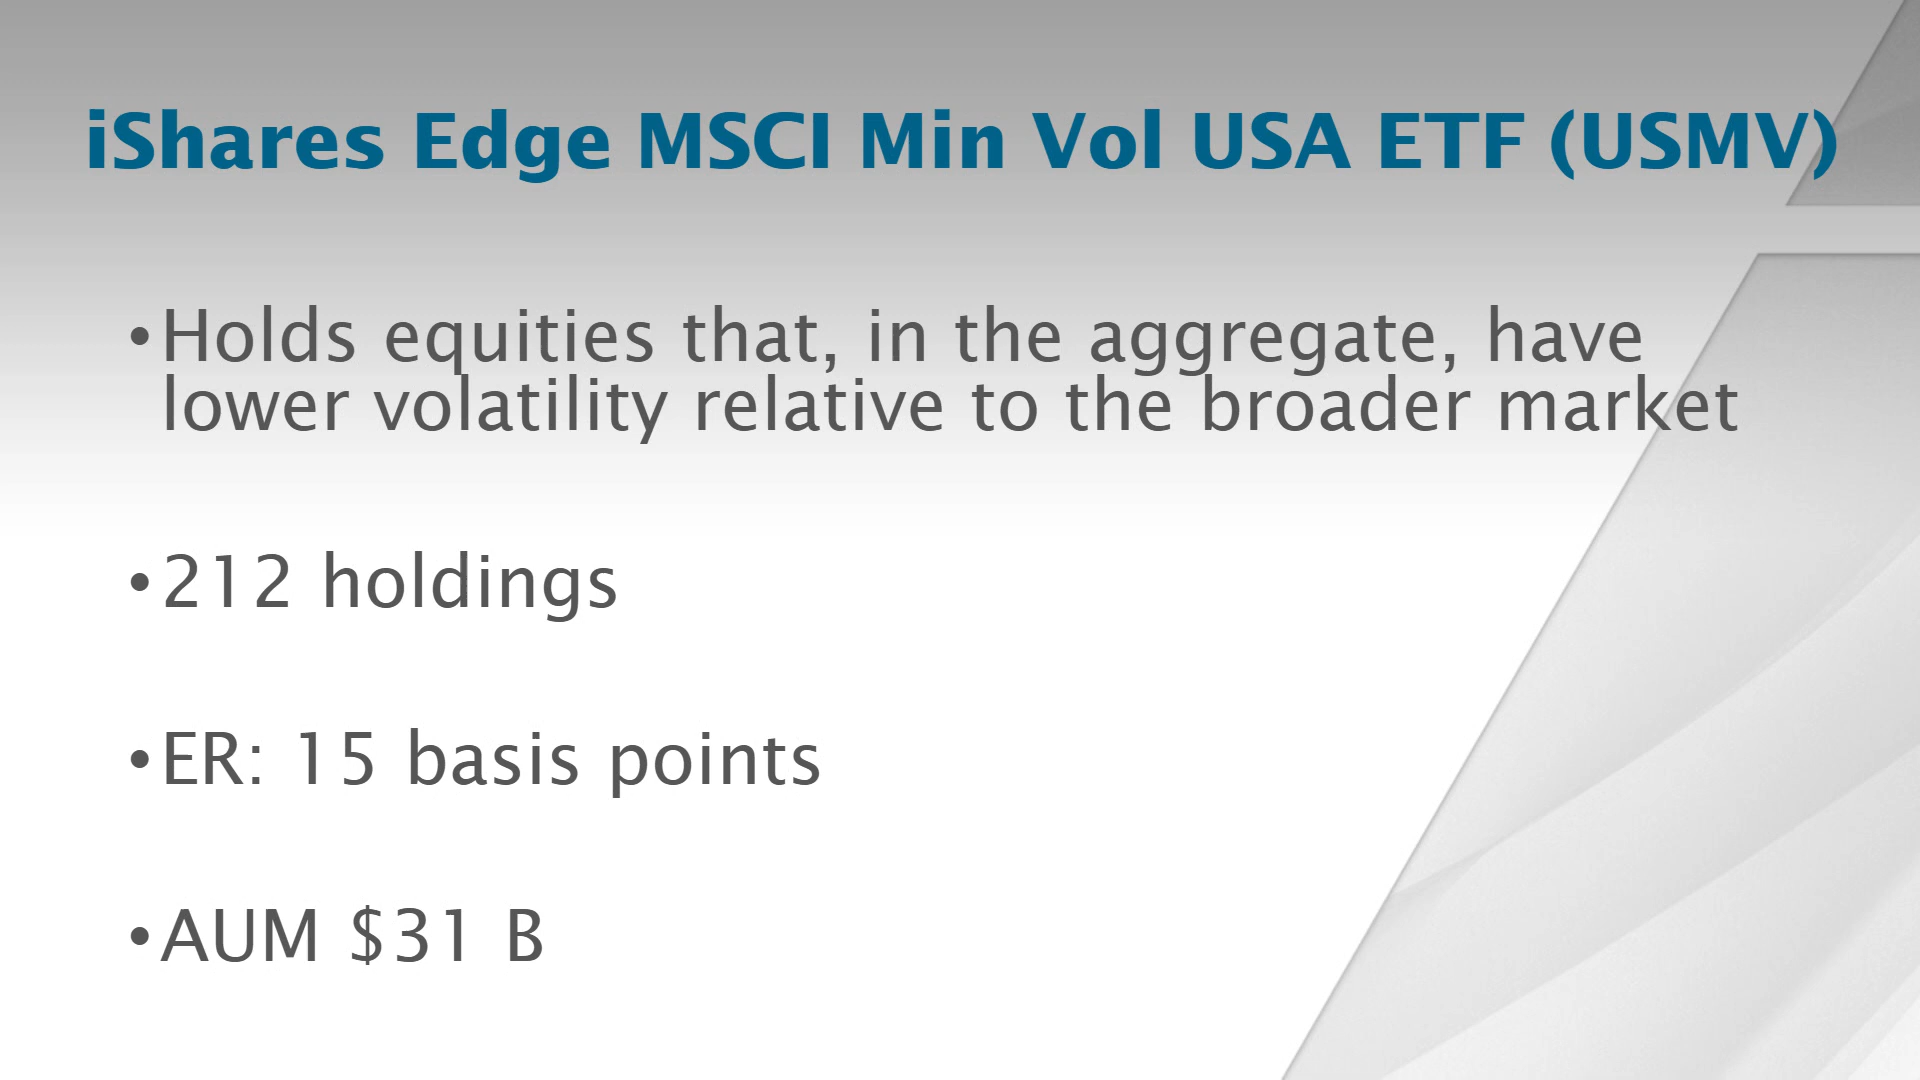 iShares Edge MSCI Min Vol USA ETF (USMV)
•Holds equities that, in the aggregate, have
lower volatility relative to the broader market
•212 holdings
•ER: 15 basis points
•AUM $31 B